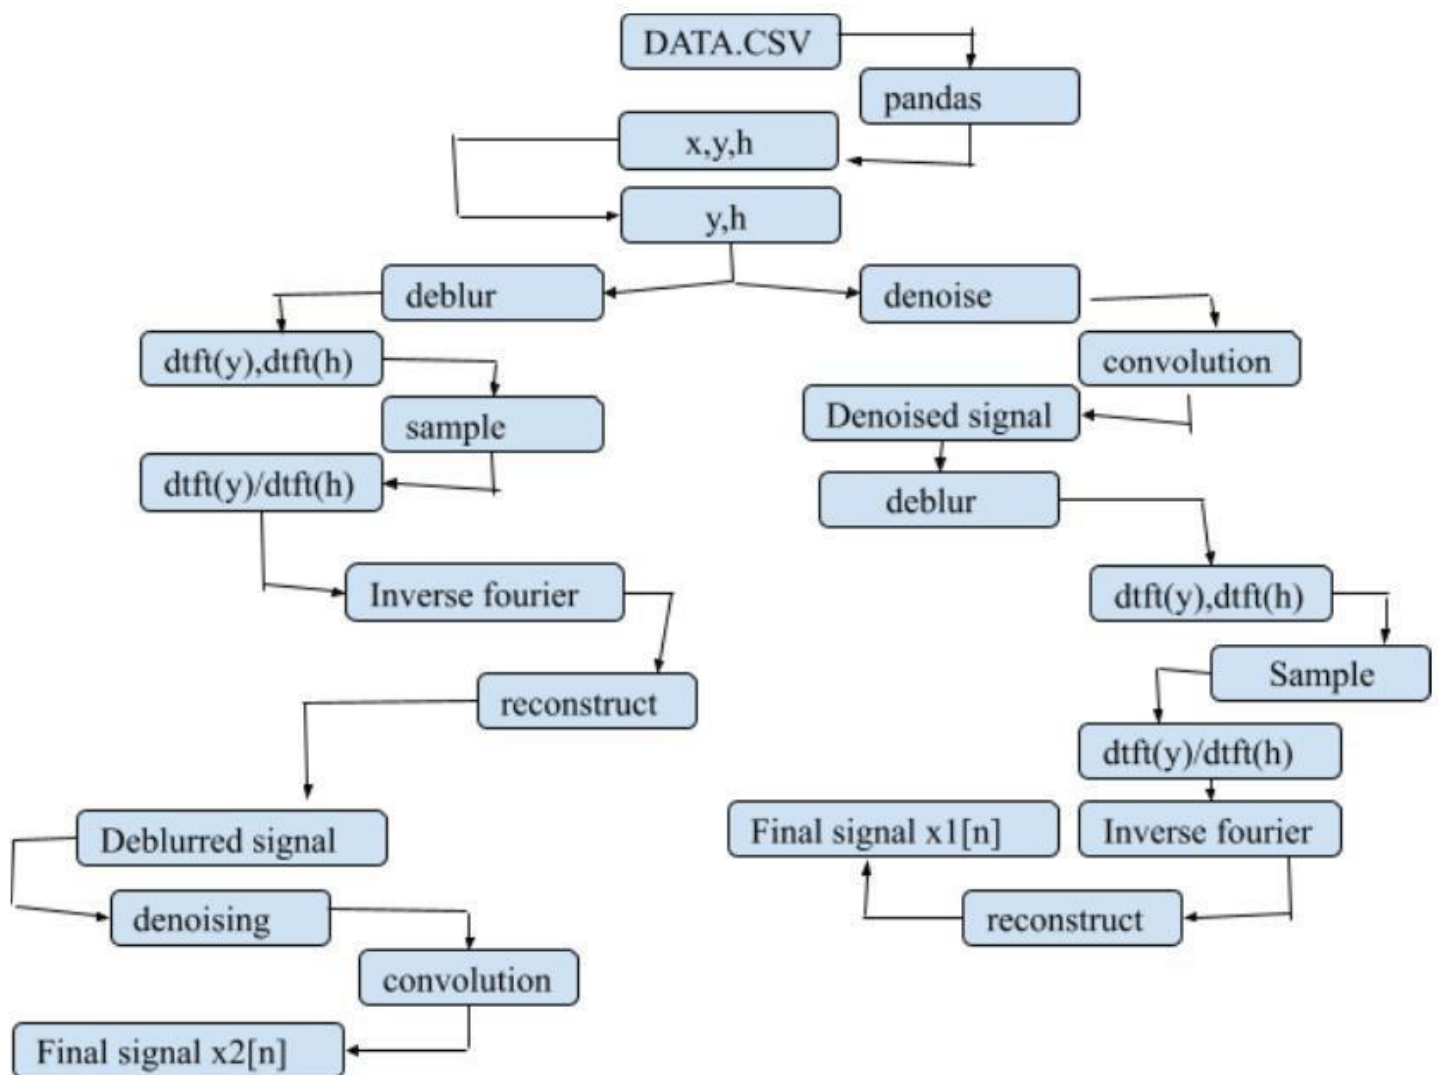 DATA.CSV
pandas
x,y,h
y,h
deblur
denoise
dtft(y),dtft(h)
convolution
sample
Denoised signal
dtft(y)/dtft(h)
deblur
Inverse fourier
dtft(y),dtft(h)
reconstruct
Sample
dtft(y)/dtft(h)
Deblurred signal
Final signal x1[n]
Inverse fourier
denoising
reconstruct
convolution
Final signal x2[n]